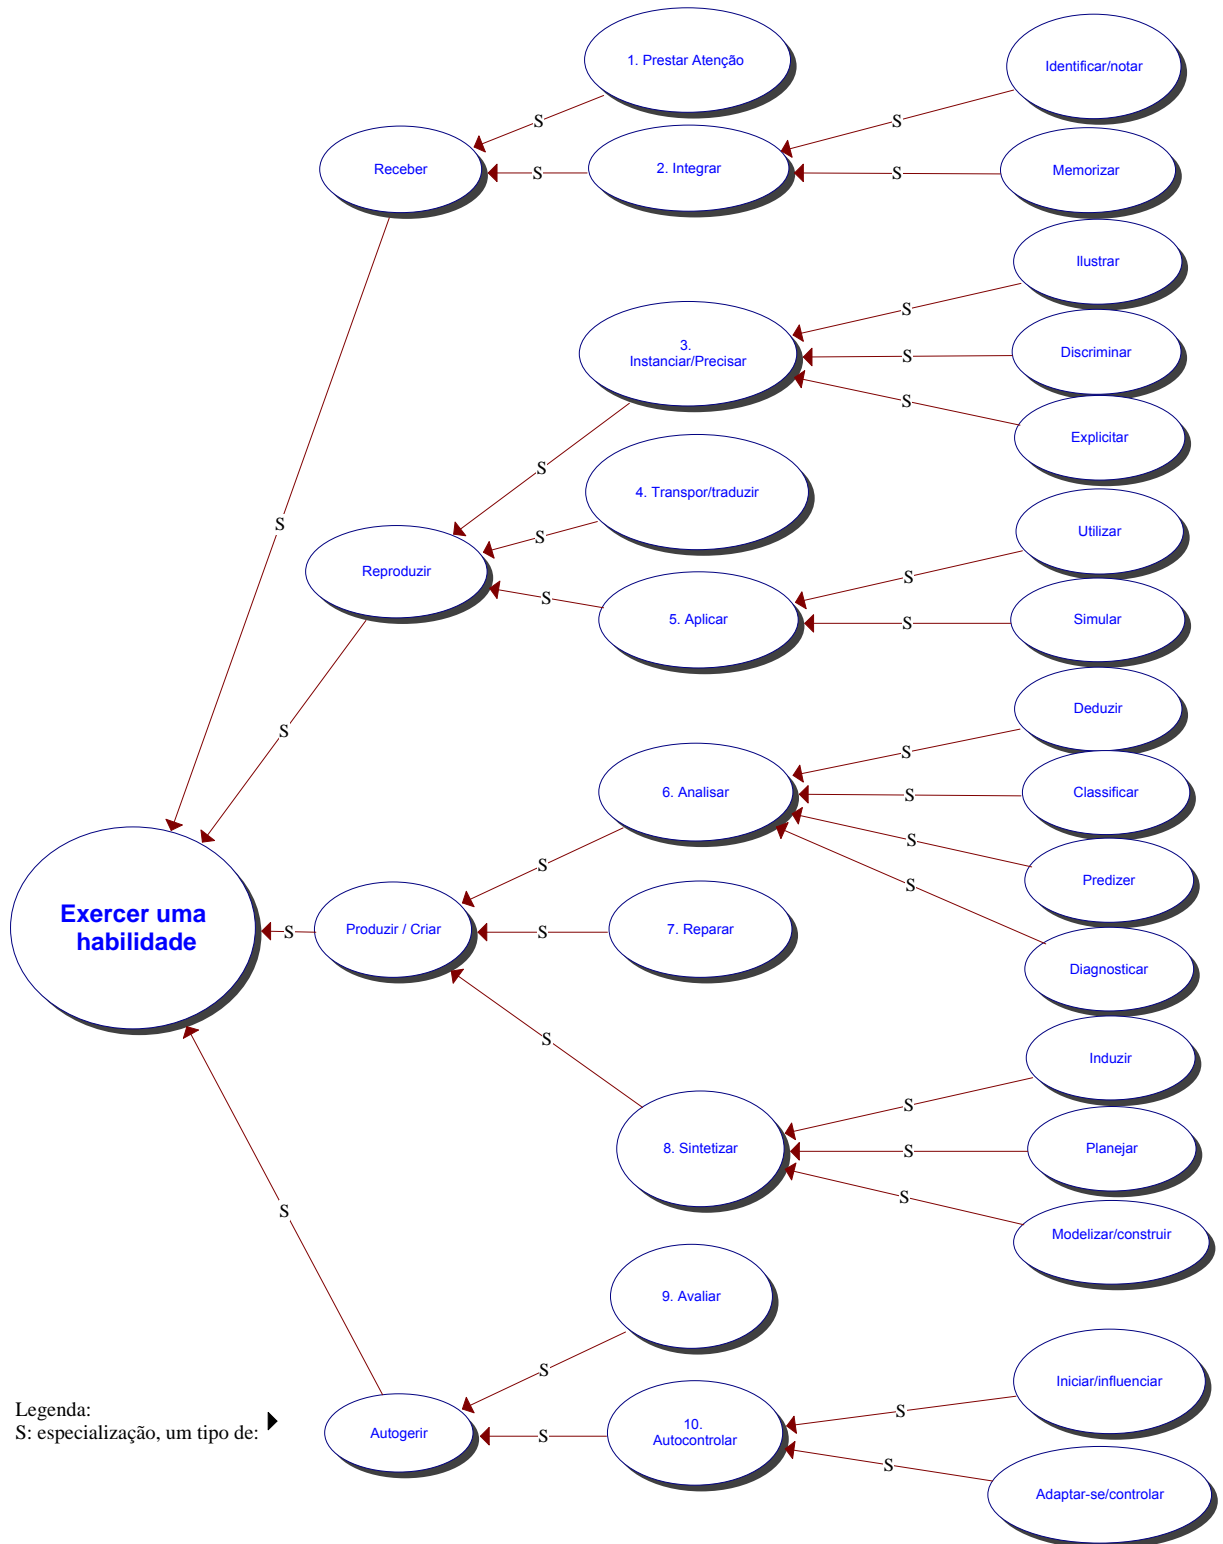 1. Prestar Atenção
Identificar/notar
S
S
Receber
S
2. Integrar
S
Memorizar
Ilustrar
S
3.
Instanciar/Precisar
S
Discriminar
S
Explicitar
S
4. Transpor/traduzir
S
S
Utilizar
Reproduzir
S
S
5. Aplicar
S
Simular
S
Deduzir
S
6. Analisar
S
Classificar
S
S
Predizer
S
Exercer uma
habilidade
S
Produzir / Criar
S
7. Reparar
Diagnosticar
S
Induzir
S
8. Sintetizar
S
Planejar
S
Modelizar/construir
S
9. Avaliar
S
Iniciar/influenciar
S
Legenda:
S: especialização, um tipo de:
Autogerir
S
10.
Autocontrolar
S
Adaptar-se/controlar